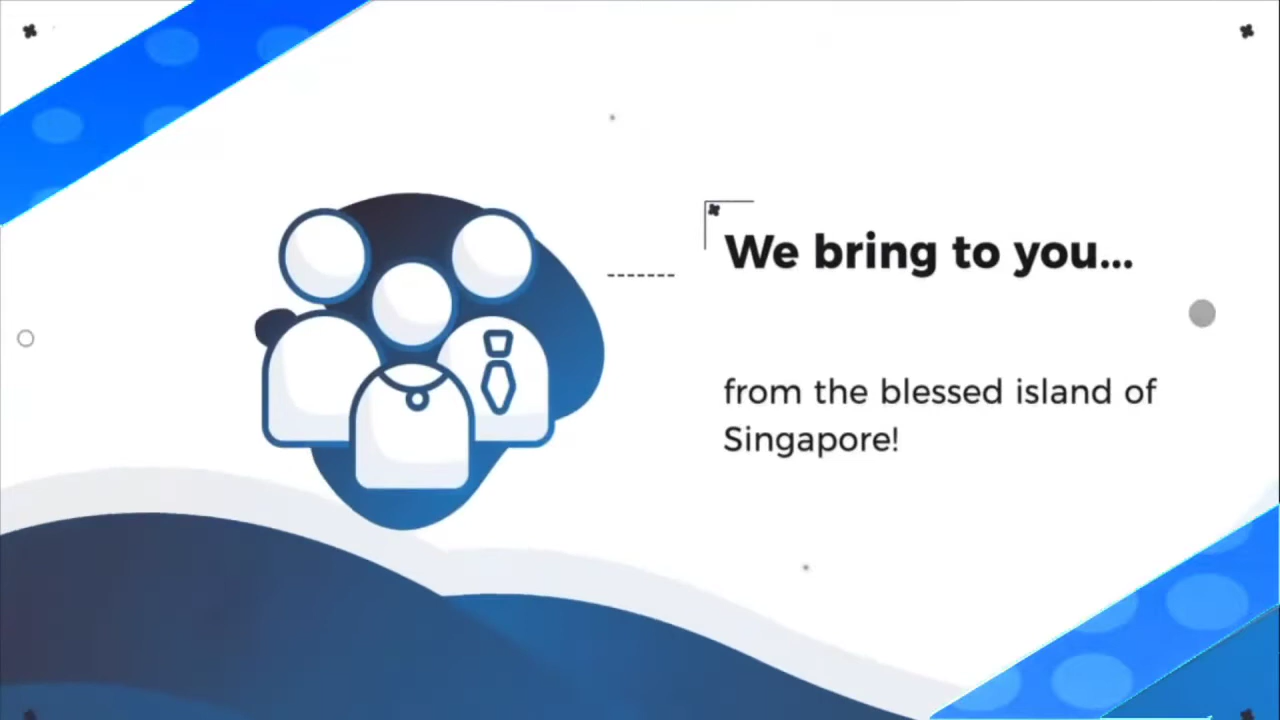 We bring to you...
from the blessed island of
Singapore!